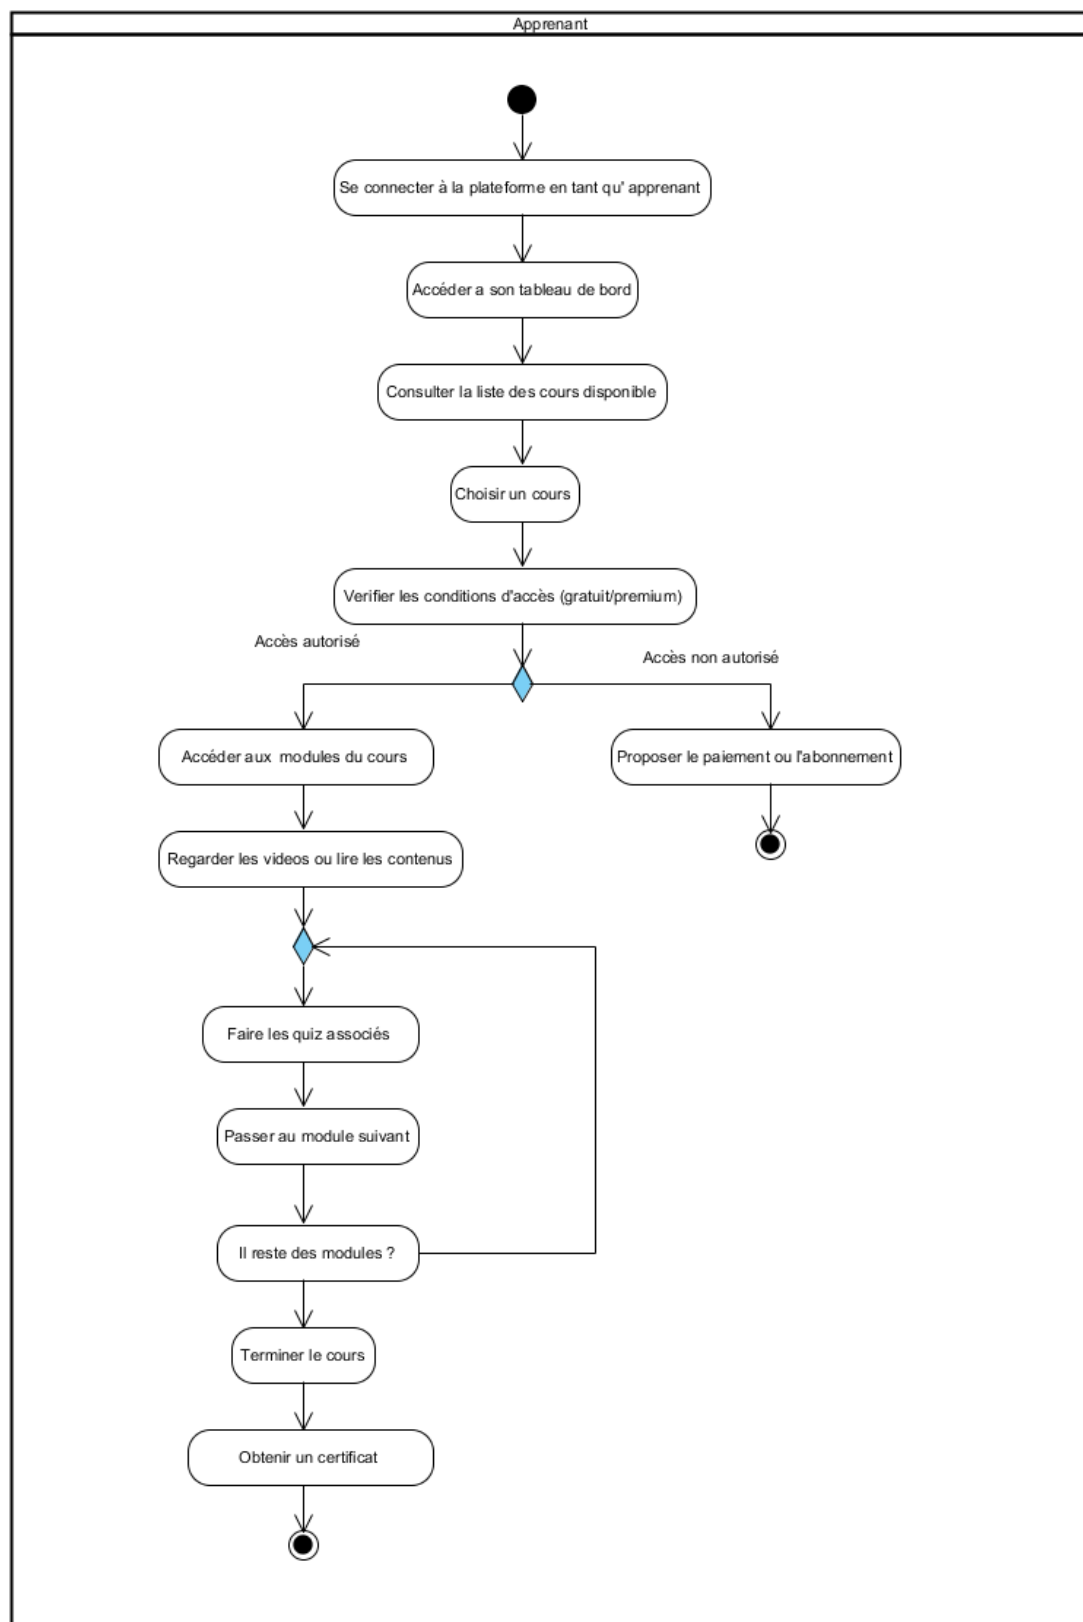 Apprenant
Se connecter à la plateforme en tant qu' apprenant
Accéder a son tableau de bord
Consulter la liste des cours disponible
Choisir un cours
Verifier les conditions d'accès (gratuit/premium)
Accès autorisé
Accès non autorisé
Accéder aux modules du cours
Proposer le paiement ou l'abonnement
Regarder les videos ou lire les contenus
Faire les quiz associés
Passer au module suivant
Il reste des modules ?
Terminer le cours
Obtenir un certificat